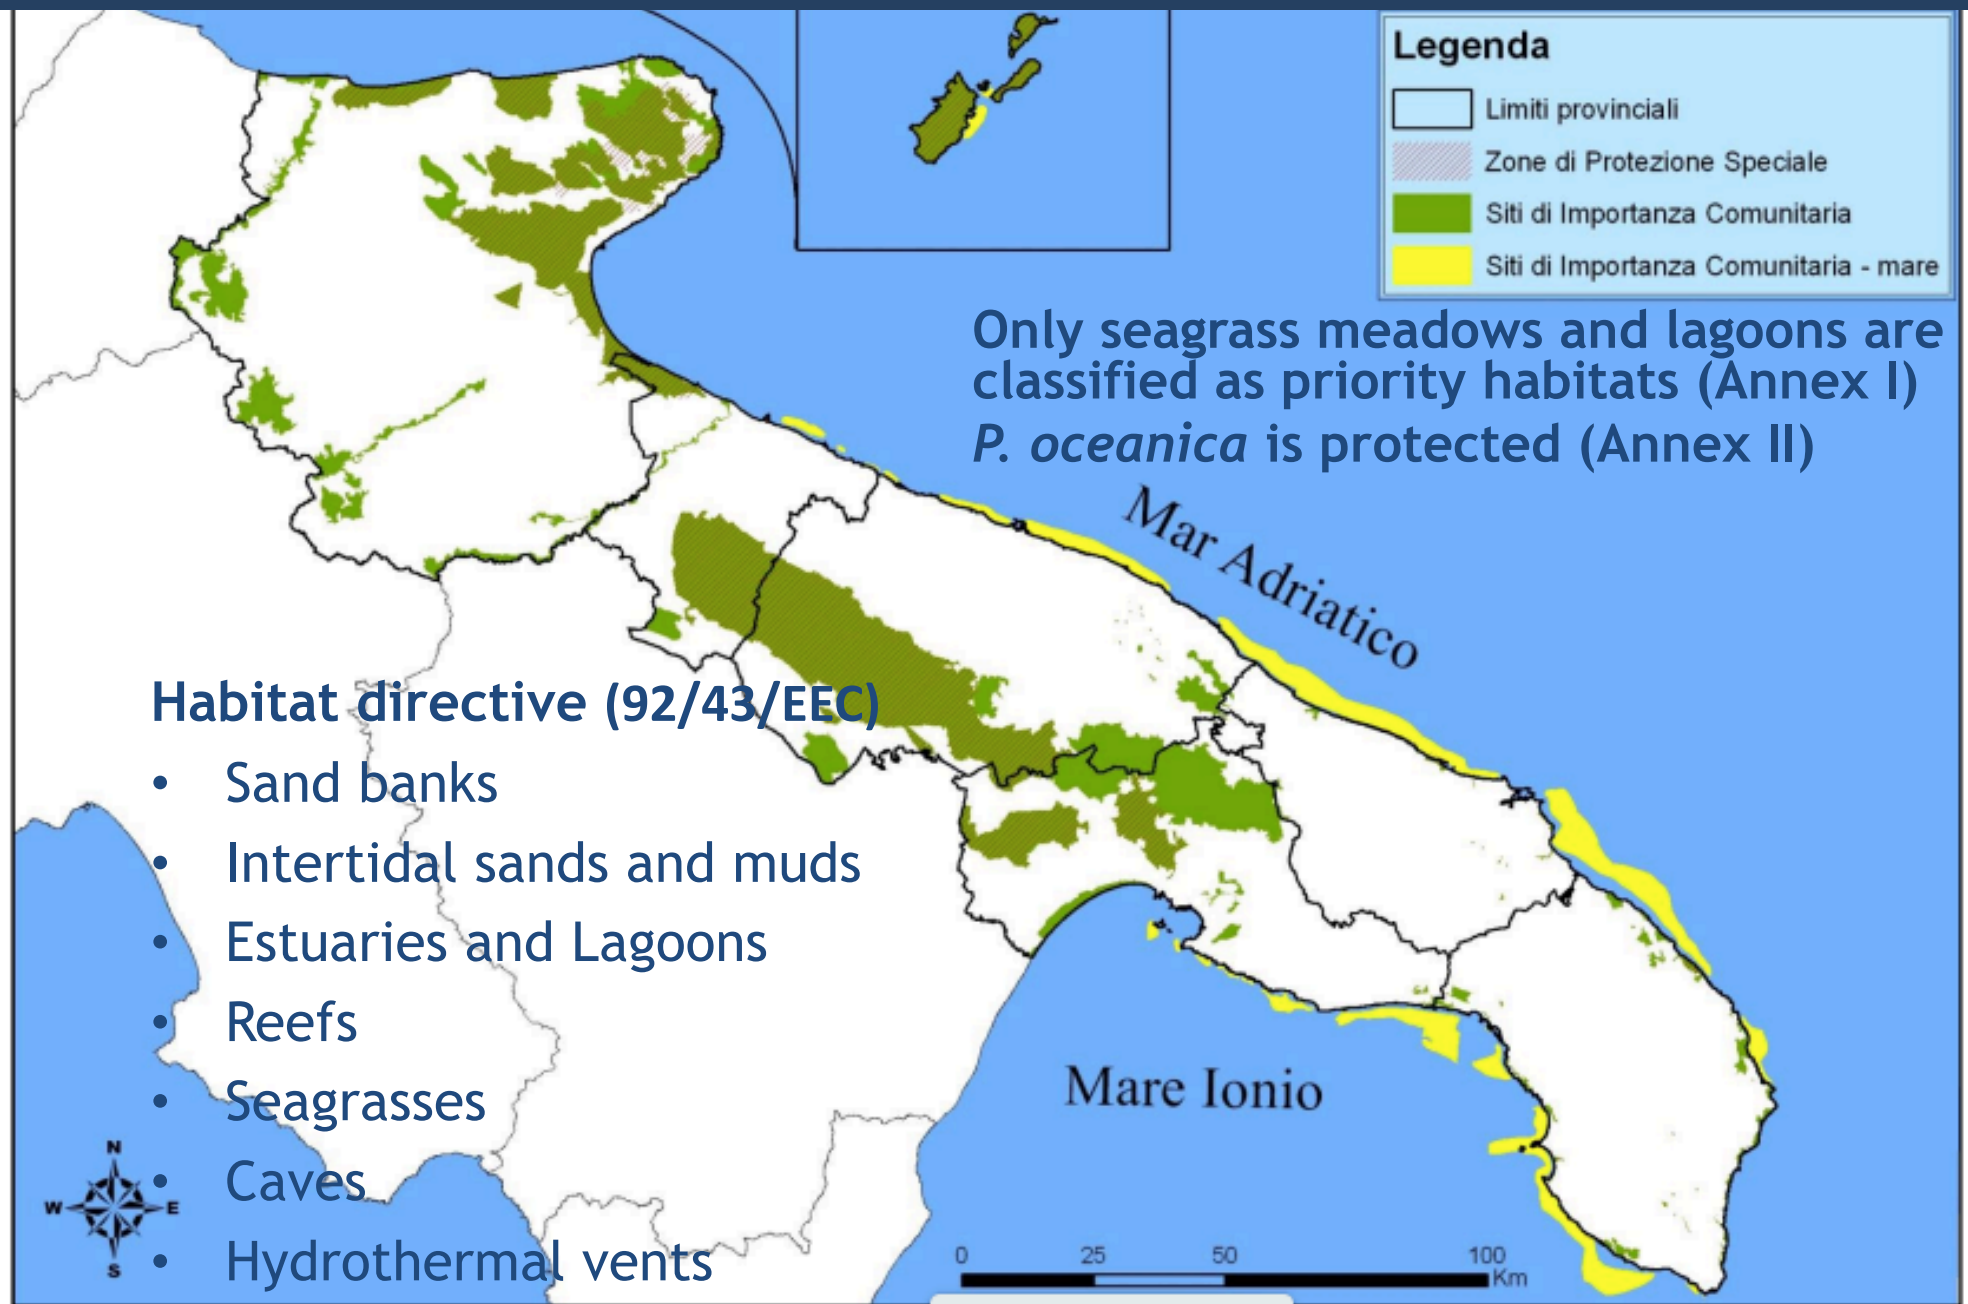 Legenda
Limiti provinciali
Zone di Protezione Speciale
Siti di Importanza Comunitaria
Siti di Importanza Comunitaria - mare
Only seagrass meadows and lagoons are
classified as priority habitats (Annex I)
P. oceanica is protected (Annex II)
Mar Adriatico
Habitat directive (92/43/EEC)
• Sand banks
• Intertidal sands and muds
• Estuaries and Lagoons
• Reefs
• Seagrasses
• Caves
• Hydrothermal vents
Mare Ionio
N
W E
S
0 25 50 100
Km